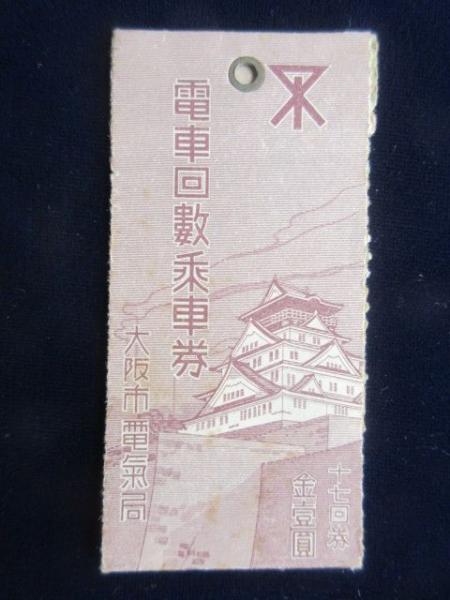 電車回數乘車券
大阪市電氣局
十七回券
金壹圓